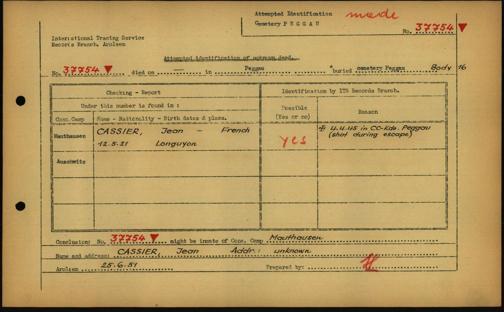 Attempted Identification made
Cemetery PEGGAU
No. 37754
International Tracing Service
Records Branch, Arolsen
Attempted identification of unknown dead.
No. 37754 died on in Peggau buried cemetery Peggau Body 16
Checking - Report
Identification by ITS Records Branch.
Under this number is found in :
Possible (Yes or no)
Reason
Conc. Camp
Name - Nationality - Birth dates & place.
Mauthausen
CASSIER, Jean - French
12.5.21 Longuyon
YES
4.4.45 in CC-Kdo. Peggau
(shot during escape)
Auschwitz
Conclusion: No. 37754 might be inmate of Conc. Camp Mauthausen
Name and address: CASSIER, Jean Addr.: unknown
Arolsen 25.6.51 Prepared by: